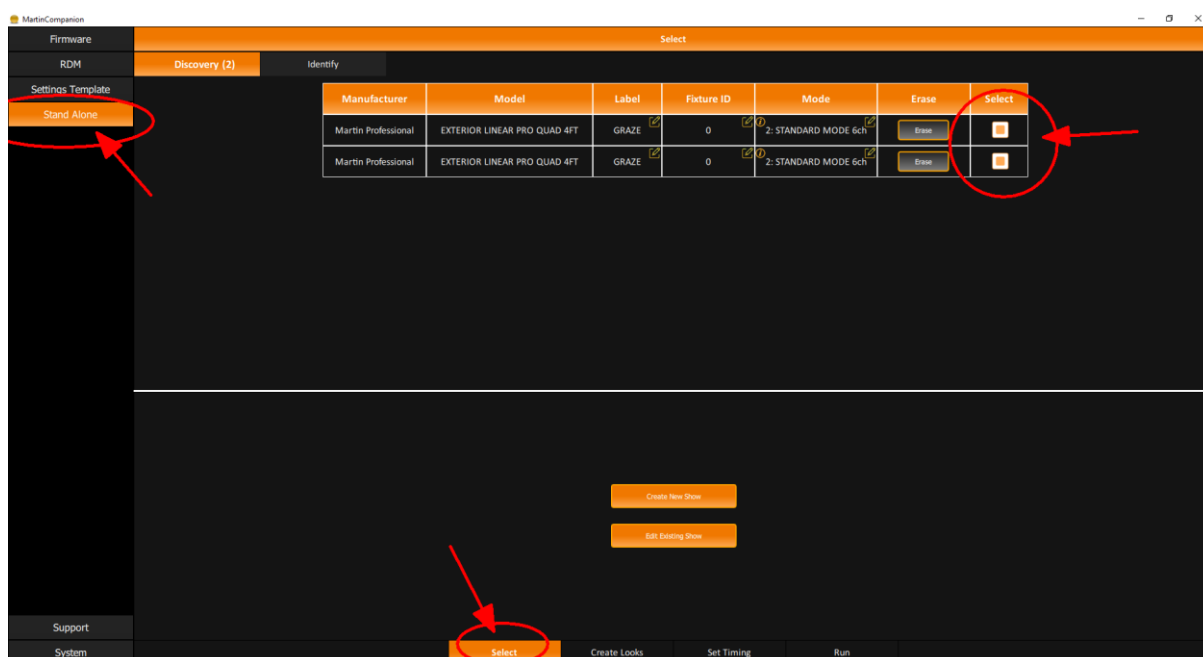 MartinCompanion
Firmware
Select
RDM
Discovery (2)
Identify
Settings Template
Stand Alone
Manufacturer Model Label Fixture ID Mode Erase Select
Martin Professional EXTERIOR LINEAR PRO QUAD 4FT GRAZE 0 2: STANDARD MODE 6ch Erase
Martin Professional EXTERIOR LINEAR PRO QUAD 4FT GRAZE 0 2: STANDARD MODE 6ch Erase
Create New Show
Edit Existing Show
Support
System
Select Create Looks Set Timing Run